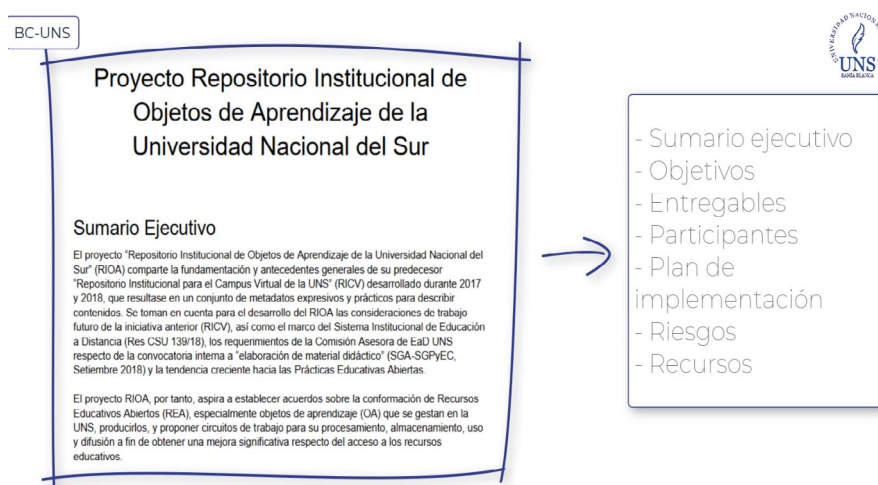 BC-UNS
Proyecto Repositorio Institucional de
Objetos de Aprendizaje de la
Universidad Nacional del Sur
Sumario Ejecutivo
El proyecto "Repositorio Institucional de Objetos de Aprendizaje de la Universidad Nacional del
Sur" (RIOA) comparte la fundamentación y antecedentes generales de su predecesor
"Repositorio Institucional para el Campus Virtual de la UNS" (RICV) desarrollado durante 2017
y 2018, que resultase en un conjunto de metadatos expresivos y prácticos para describir
contenidos. Se toman en cuenta para el desarrollo del RIOA las consideraciones de trabajo
futuro de la iniciativa anterior (RICV), así como el marco del Sistema Institucional de Educación
a Distancia (Res CSU 139/18), los requerimientos de la Comisión Asesora de EaD UNS
respecto de la convocatoria interna a "elaboración de material didáctico" (SGA-SGPyEC,
Setiembre 2018) y la tendencia creciente hacia las Prácticas Educativas Abiertas.
El proyecto RIOA, por tanto, aspira a establecer acuerdos sobre la conformación de Recursos
Educativos Abiertos (REA), especialmente objetos de aprendizaje (OA) que se gestan en la
UNS, producirlos, y proponer circuitos de trabajo para su procesamiento, almacenamiento, uso
y difusión a fin de obtener una mejora significativa respecto del acceso a los recursos
educativos.
UNIVERSIDAD NACIONAL
UNS
BAHÍA BLANCA
- Sumario ejecutivo
- Objetivos
- Entregables
- Participantes
- Plan de
implementación
- Riesgos
- Recursos